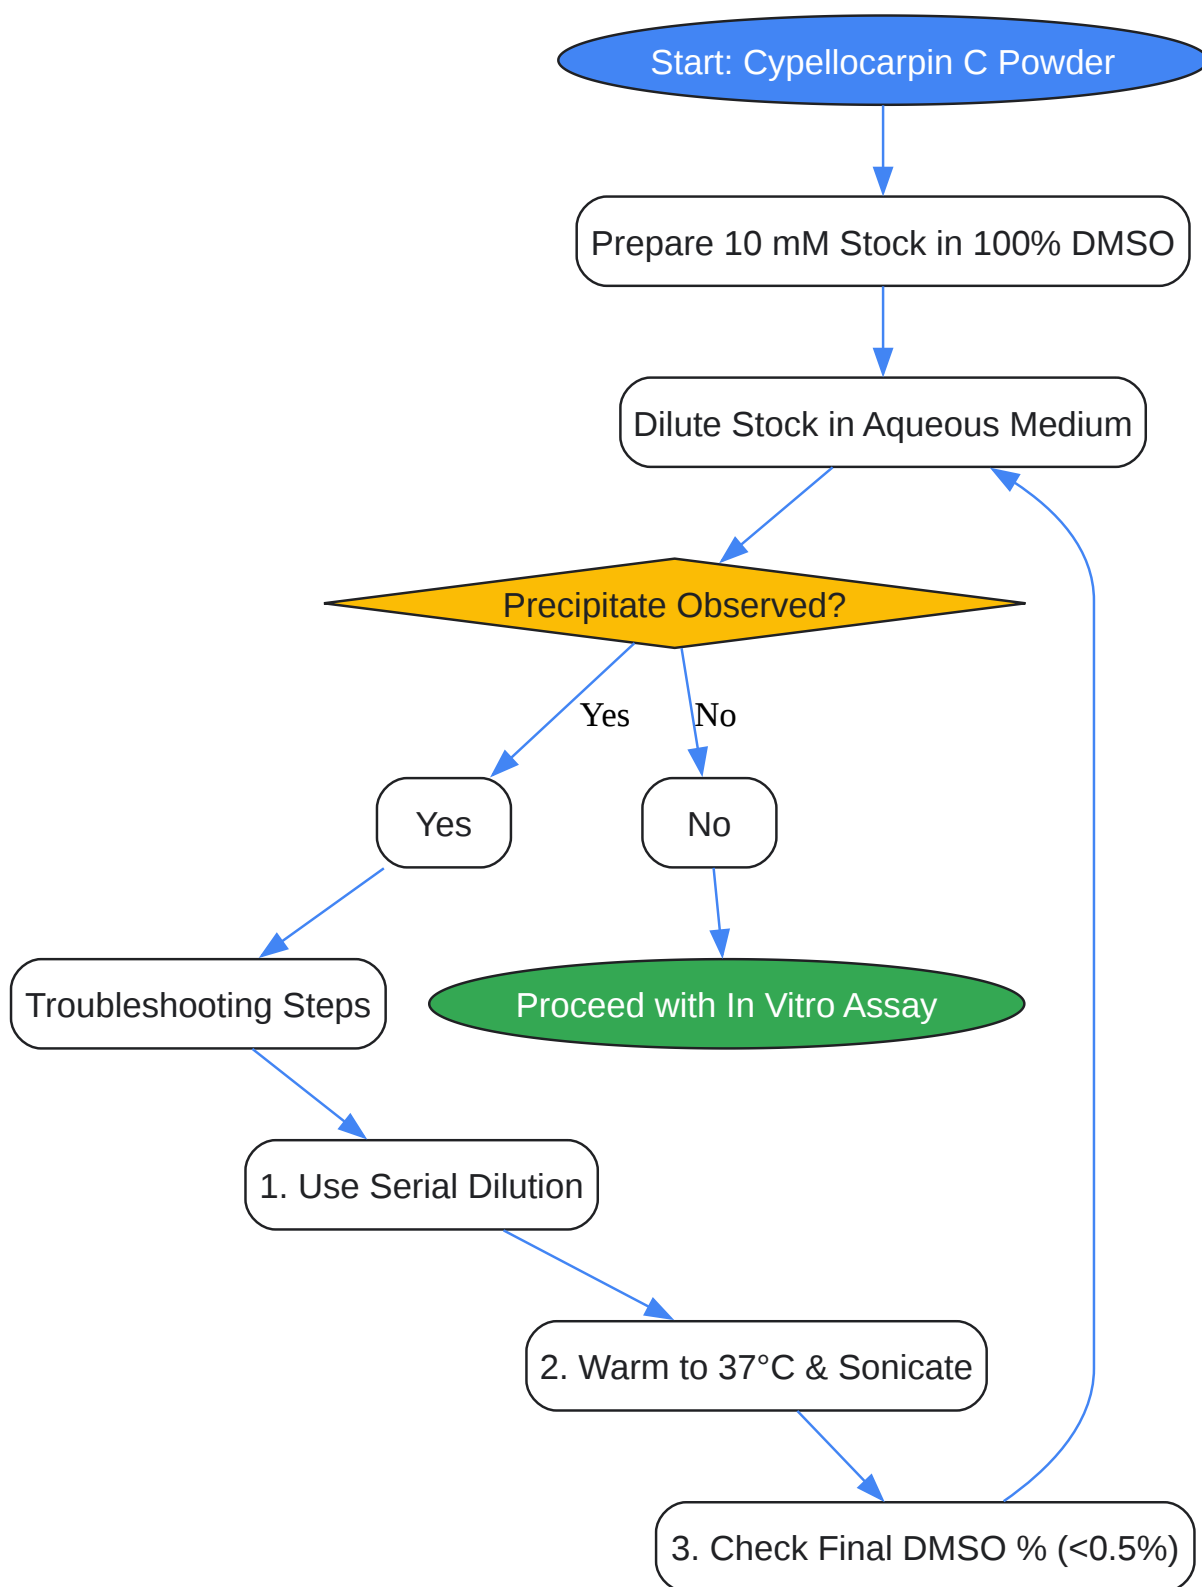 Start: Cypellocarpin C Powder
Prepare 10 mM Stock in 100% DMSO
Dilute Stock in Aqueous Medium
Precipitate Observed?
Yes
No
Yes
No
Troubleshooting Steps
Proceed with In Vitro Assay
1. Use Serial Dilution
2. Warm to 37°C & Sonicate
3. Check Final DMSO % (<0.5%)